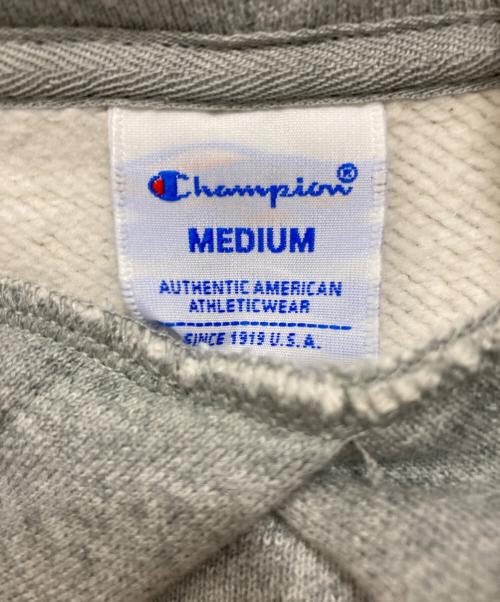 Champion®
MEDIUM
AUTHENTIC AMERICAN
ATHLETICWEAR
SINCE 1919 U.S.A.